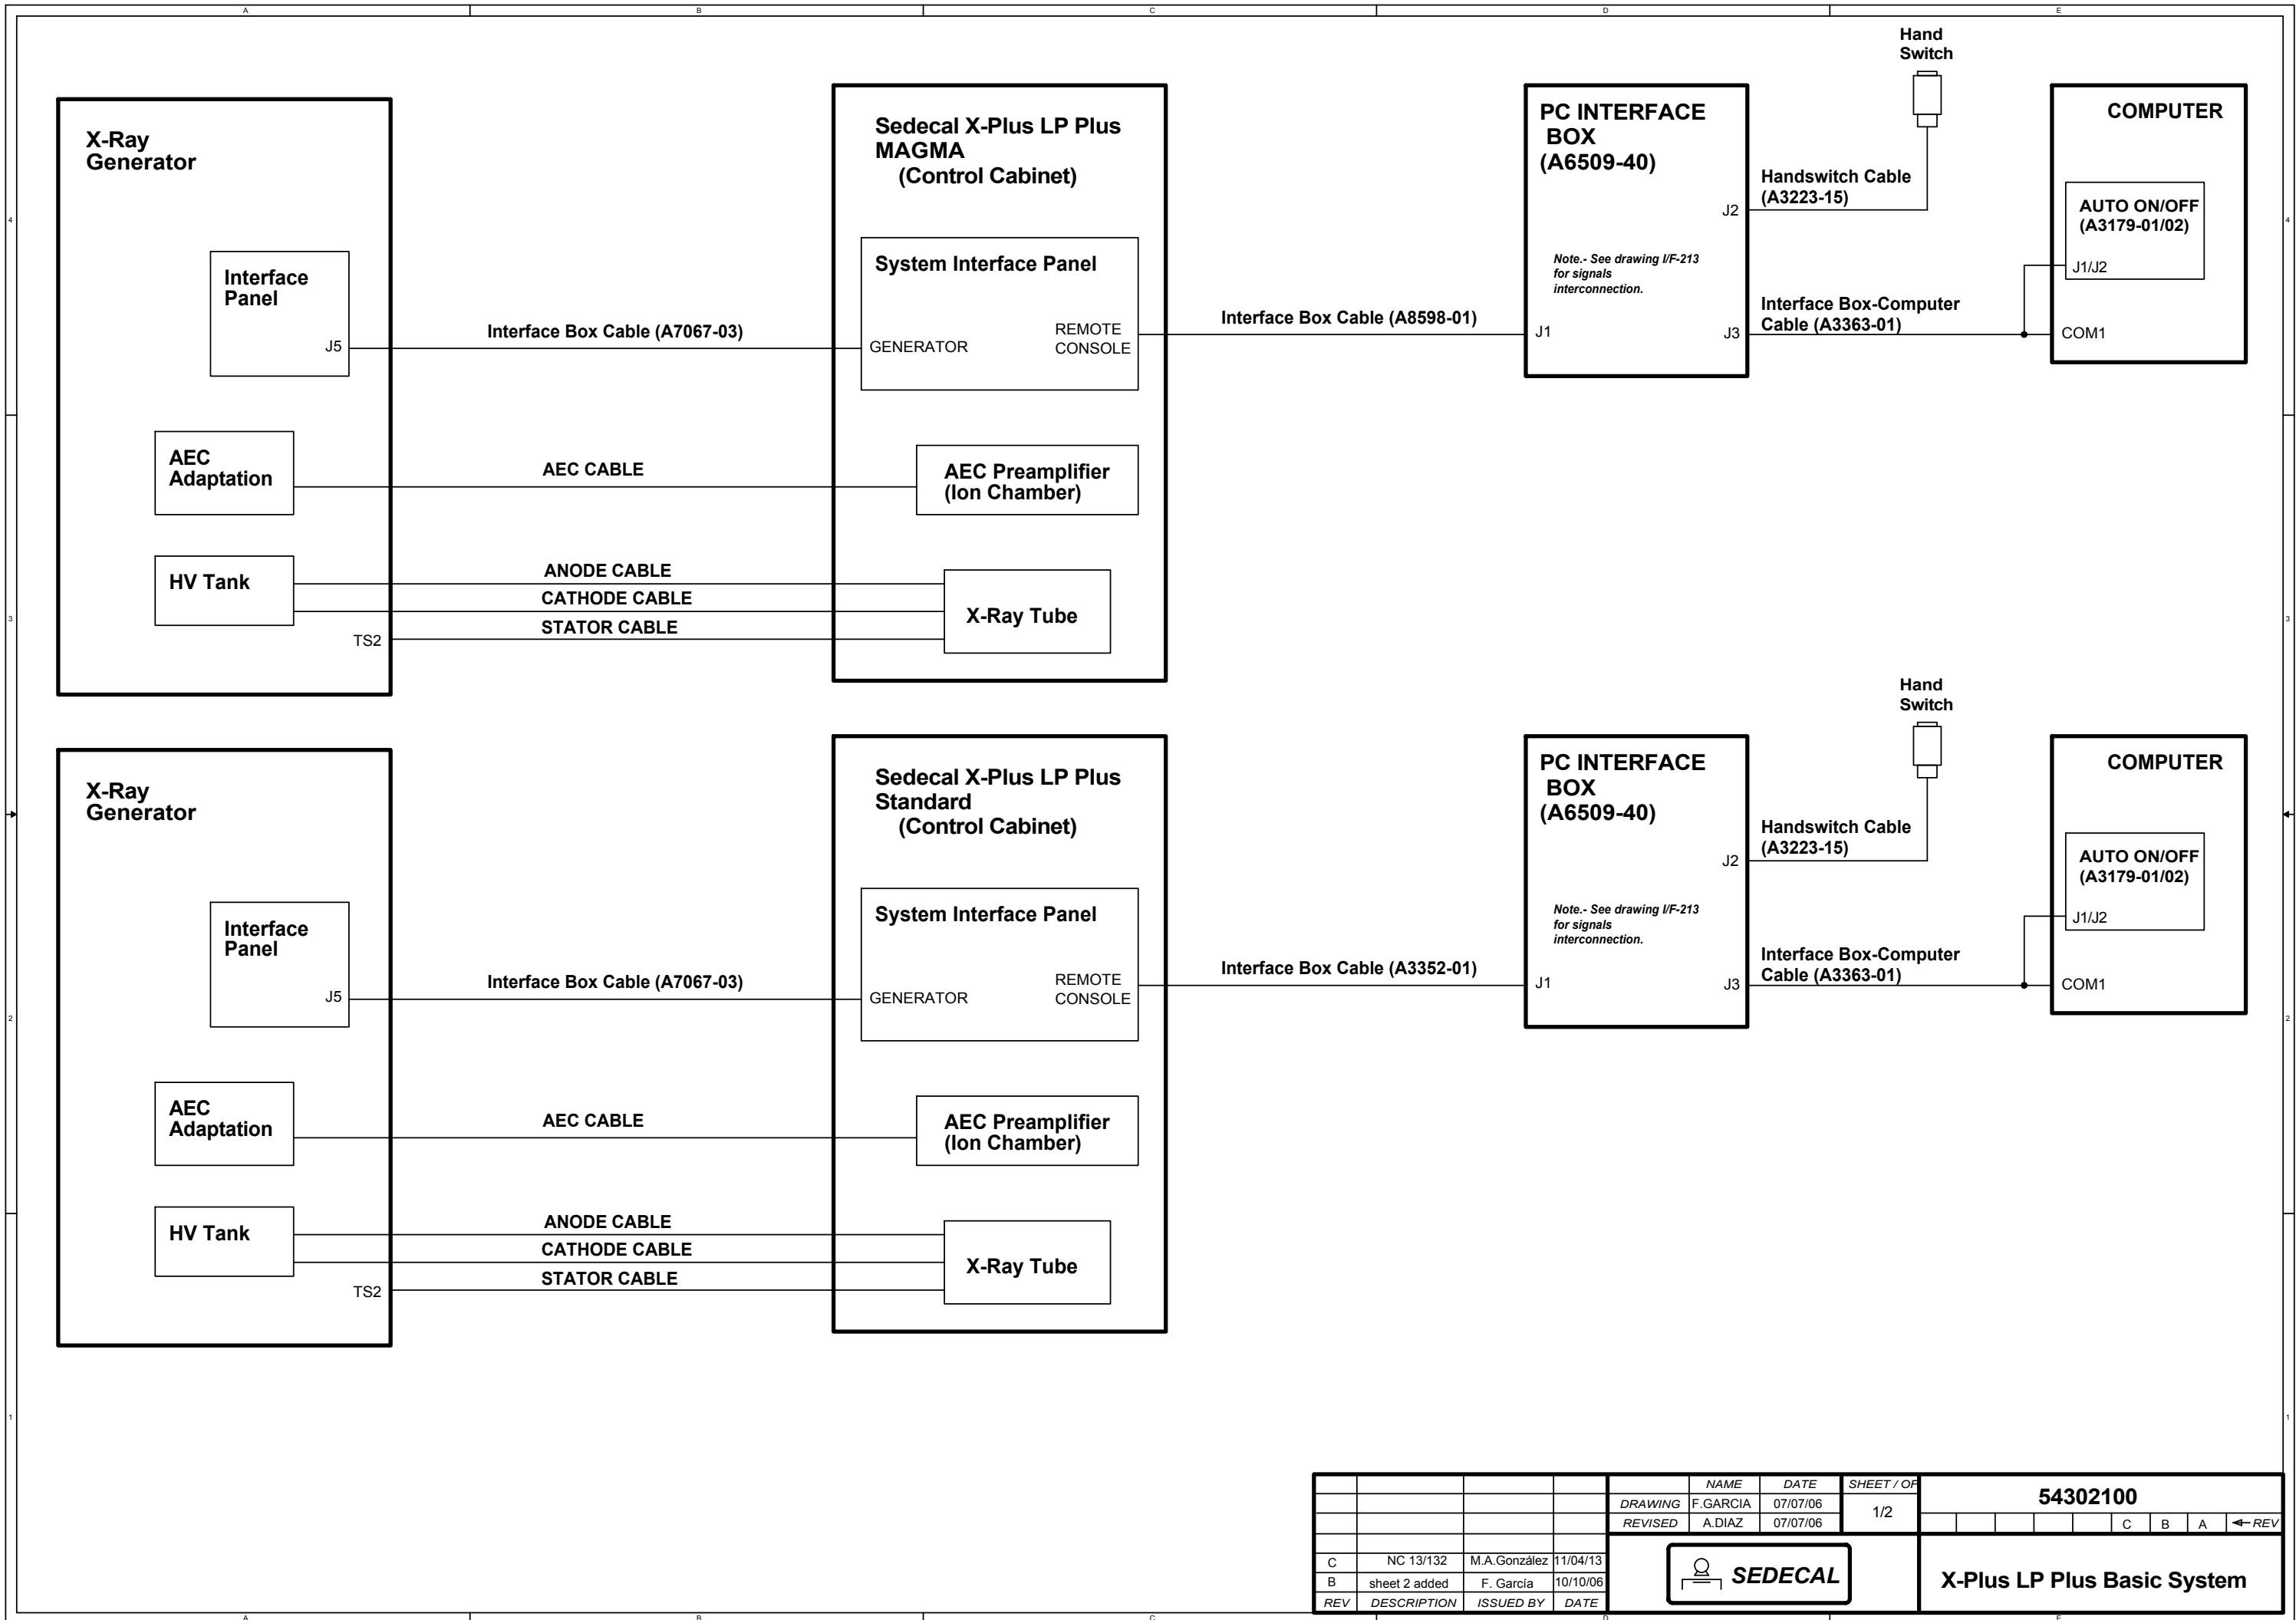 A
B
C
D
E
4
4
3
3
2
2
1
1
X-Ray
Generator
Interface
Panel
J5
AEC
Adaptation
HV Tank
TS2
Interface Box Cable (A7067-03)
AEC CABLE
ANODE CABLE
CATHODE CABLE
STATOR CABLE
Sedecal X-Plus LP Plus
MAGMA
(Control Cabinet)
System Interface Panel
GENERATOR
REMOTE
CONSOLE
AEC Preamplifier
(Ion Chamber)
X-Ray Tube
Interface Box Cable (A8598-01)
PC INTERFACE
BOX
(A6509-40)
J2
Note.- See drawing I/F-213
for signals
interconnection.
J1
J3
Hand
Switch
Handswitch Cable
(A3223-15)
Interface Box-Computer
Cable (A3363-01)
COMPUTER
AUTO ON/OFF
(A3179-01/02)
J1/J2
COM1
X-Ray
Generator
Interface
Panel
J5
AEC
Adaptation
HV Tank
TS2
Interface Box Cable (A7067-03)
AEC CABLE
ANODE CABLE
CATHODE CABLE
STATOR CABLE
Sedecal X-Plus LP Plus
Standard
(Control Cabinet)
System Interface Panel
GENERATOR
REMOTE
CONSOLE
AEC Preamplifier
(Ion Chamber)
X-Ray Tube
Interface Box Cable (A3352-01)
PC INTERFACE
BOX
(A6509-40)
J2
Note.- See drawing I/F-213
for signals
interconnection.
J1
J3
Hand
Switch
Handswitch Cable
(A3223-15)
Interface Box-Computer
Cable (A3363-01)
COMPUTER
AUTO ON/OFF
(A3179-01/02)
J1/J2
COM1
NAME DATE SHEET / OF
DRAWING F.GARCIA 07/07/06 1/2
REVISED A.DIAZ 07/07/06
54302100
C B A REV
C NC 13/132 M.A.González 11/04/13
B sheet 2 added F. García 10/10/06
REV DESCRIPTION ISSUED BY DATE
SEDECAL
X-Plus LP Plus Basic System
A
B
C
D
E